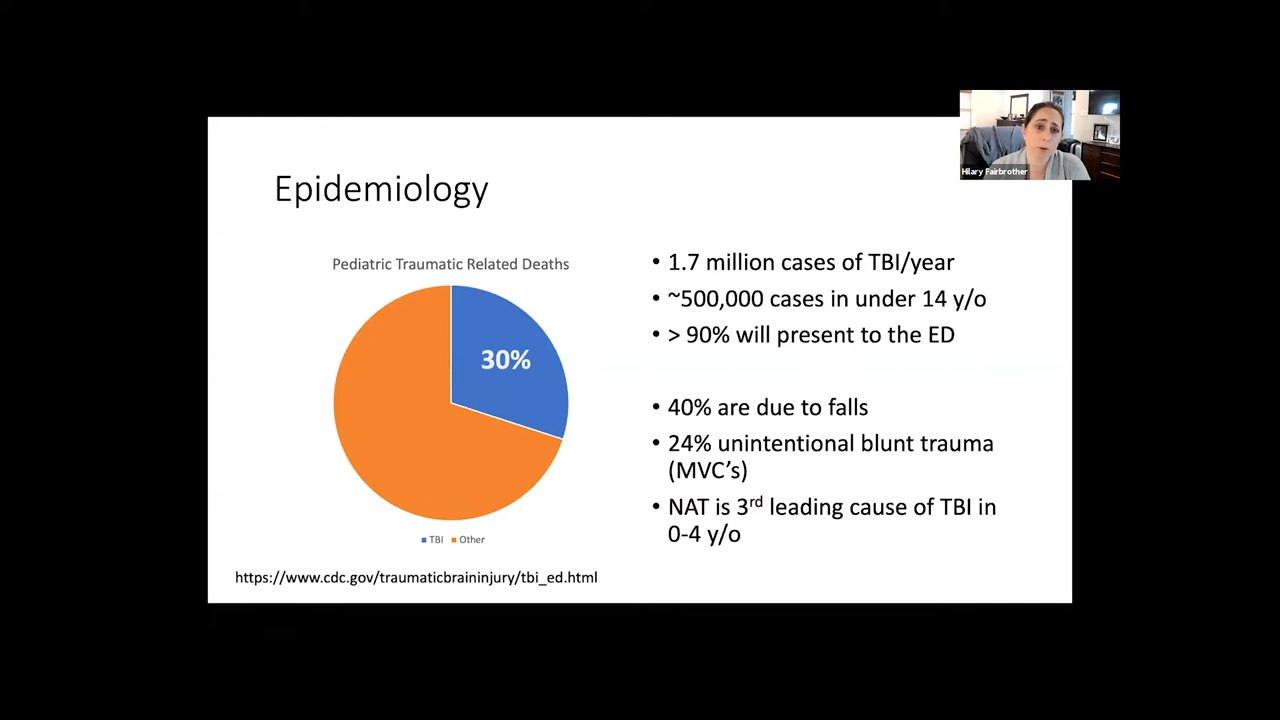 Hilary Fairbrother
Epidemiology
Pediatric Traumatic Related Deaths
30%
TBI Other
https://www.cdc.gov/traumaticbraininjury/tbi_ed.html
• 1.7 million cases of TBI/year
• ~500,000 cases in under 14 y/o
• > 90% will present to the ED
• 40% are due to falls
• 24% unintentional blunt trauma
(MVC's)
• NAT is 3rd leading cause of TBI in
0-4 y/o